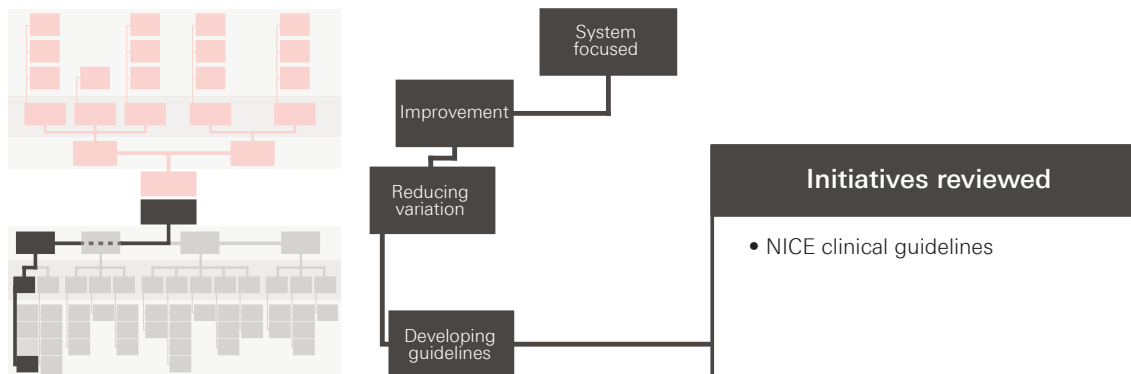 System
focused
Improvement
Reducing
variation
Initiatives reviewed
• NICE clinical guidelines
Developing
guidelines